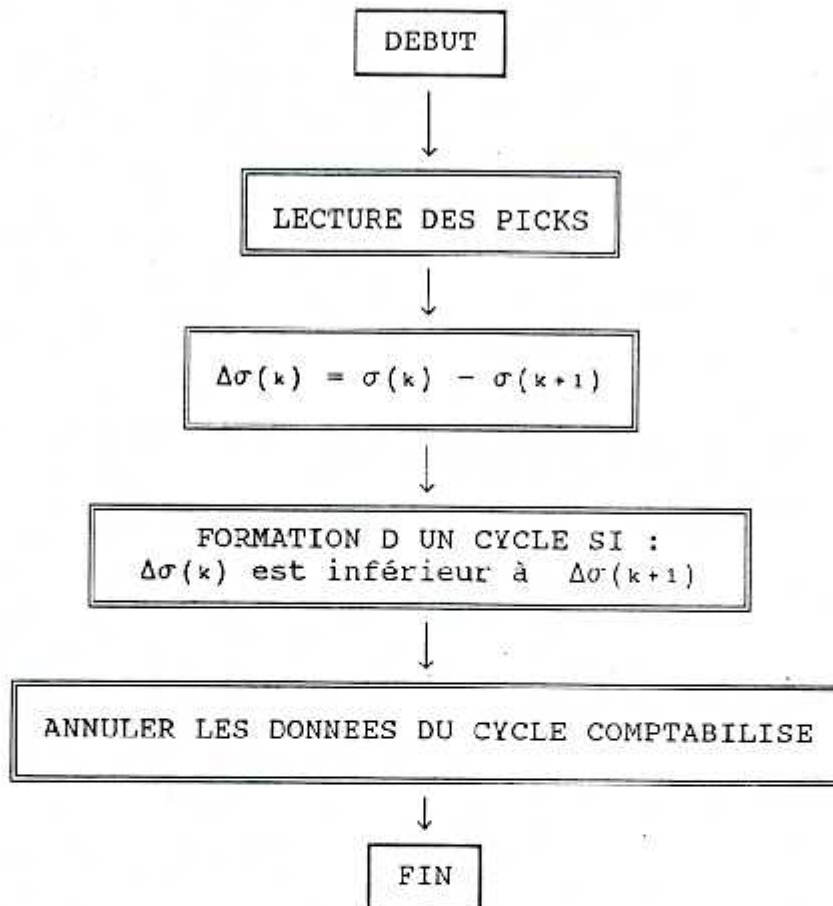 DEBUT
LECTURE DES PICKS
Δσ(k) = σ(k) − σ(k+1)
FORMATION D UN CYCLE SI :
Δσ(k) est inférieur à Δσ(k+1)
ANNULER LES DONNEES DU CYCLE COMPTABILISE
FIN